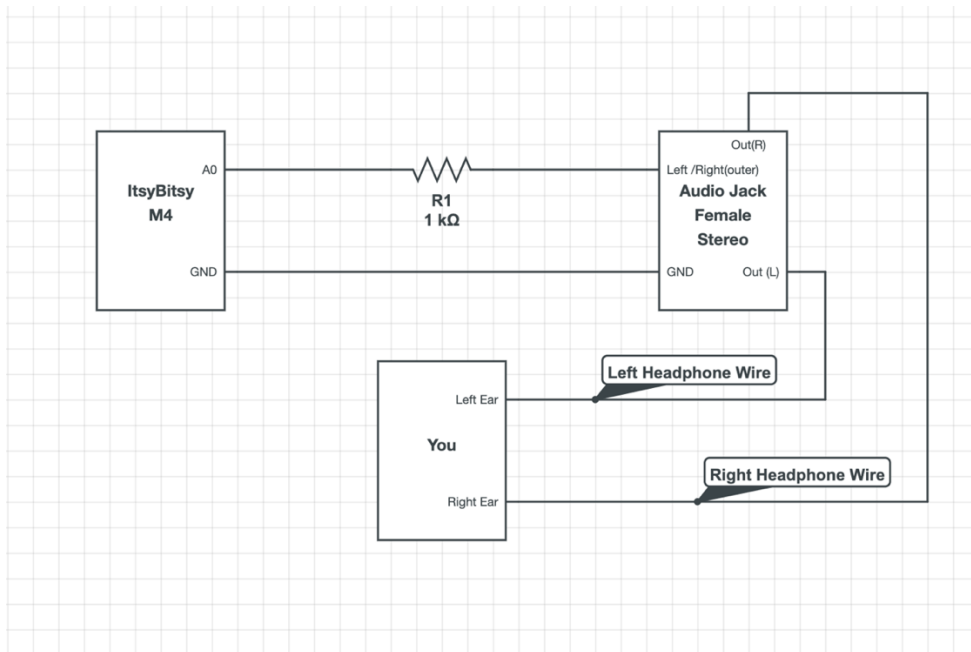 Out(R)
A0
Left /Right(outer)
ItsyBitsy
M4
R1
1 kΩ
Audio Jack
Female
Stereo
GND
GND
Out (L)
Left Headphone Wire
Left Ear
You
Right Headphone Wire
Right Ear